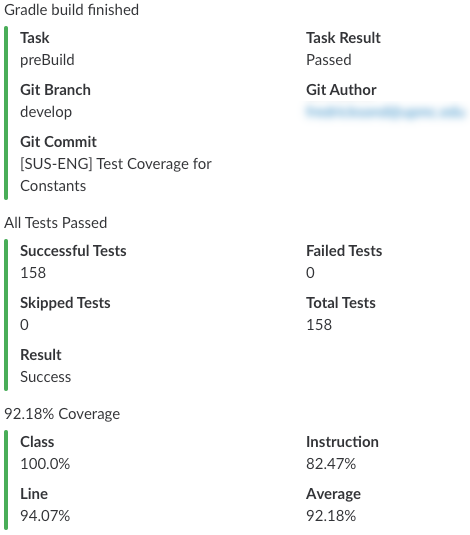 Gradle build finished
Task
Task Result
preBuild
Passed
Git Branch
Git Author
develop
Git Commit
[SUS-ENG] Test Coverage for
Constants
All Tests Passed
Successful Tests
Failed Tests
158
0
Skipped Tests
Total Tests
0
158
Result
Success
92.18% Coverage
Class
Instruction
100.0%
82.47%
Line
Average
94.07%
92.18%